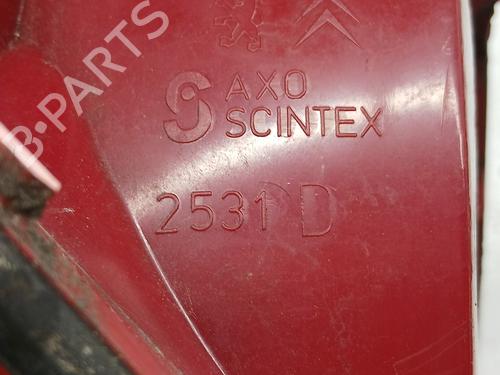 B-PARTS
AXO
SCINTEX
2531 D